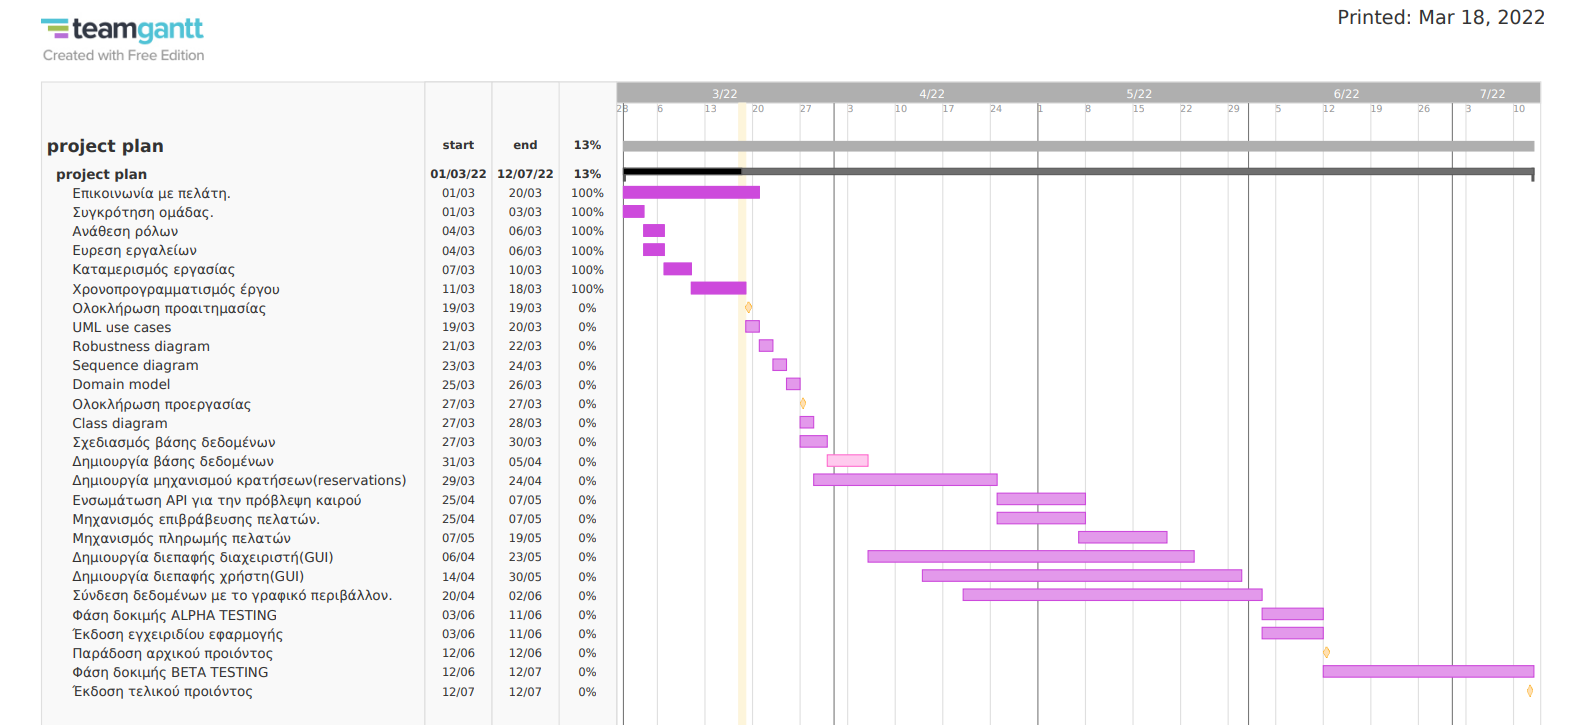 teamgantt
Created with Free Edition
Printed: Mar 18, 2022
3/22 4/22 5/22 6/22 7/22
28 6 13 20 27 3 10 17 24 1 8 15 22 29 5 12 19 26 3 10
project plan start end 13%
project plan 01/03/22 12/07/22 13%
Επικοινωνία με πελάτη. 01/03 20/03 100%
Συγκρότηση ομάδας. 01/03 03/03 100%
Ανάθεση ρόλων 04/03 06/03 100%
Ευρεση εργαλείων 04/03 06/03 100%
Καταμερισμός εργασίας 07/03 10/03 100%
Χρονοπρογραμματισμός έργου 11/03 18/03 100%
Ολοκλήρωση προαιτημασίας 19/03 19/03 0%
UML use cases 19/03 20/03 0%
Robustness diagram 21/03 22/03 0%
Sequence diagram 23/03 24/03 0%
Domain model 25/03 26/03 0%
Ολοκλήρωση προεργασίας 27/03 27/03 0%
Class diagram 27/03 28/03 0%
Σχεδιασμός βάσης δεδομένων 27/03 30/03 0%
Δημιουργία βάσης δεδομένων 31/03 05/04 0%
Δημιουργία μηχανισμού κρατήσεων(reservations) 29/03 24/04 0%
Ενσωμάτωση API για την πρόβλεψη καιρού 25/04 07/05 0%
Μηχανισμός επιβράβευσης πελατών. 25/04 07/05 0%
Μηχανισμός πληρωμής πελατών 07/05 19/05 0%
Δημιουργία διεπαφής διαχειριστή(GUI) 06/04 23/05 0%
Δημιουργία διεπαφής χρήστη(GUI) 14/04 30/05 0%
Σύνδεση δεδομένων με το γραφικό περιβάλλον. 20/04 02/06 0%
Φάση δοκιμής ALPHA TESTING 03/06 11/06 0%
Έκδοση εγχειριδίου εφαρμογής 03/06 11/06 0%
Παράδοση αρχικού προιόντος 12/06 12/06 0%
Φάση δοκιμής BETA TESTING 12/06 12/07 0%
Έκδοση τελικού προιόντος 12/07 12/07 0%